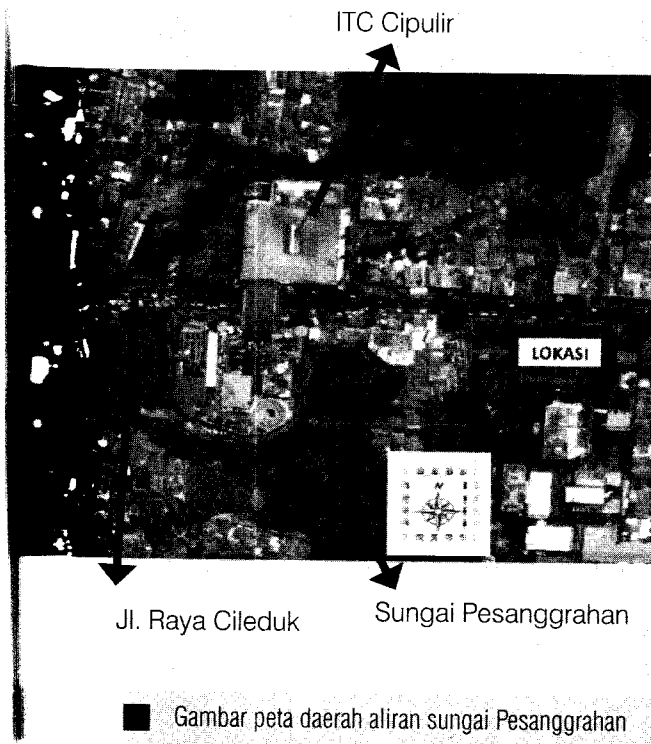 ITC Cipulir
LOKASI
N
Jl. Raya Cileduk
Sungai Pesanggrahan
Gambar peta daerah aliran sungai Pesanggrahan